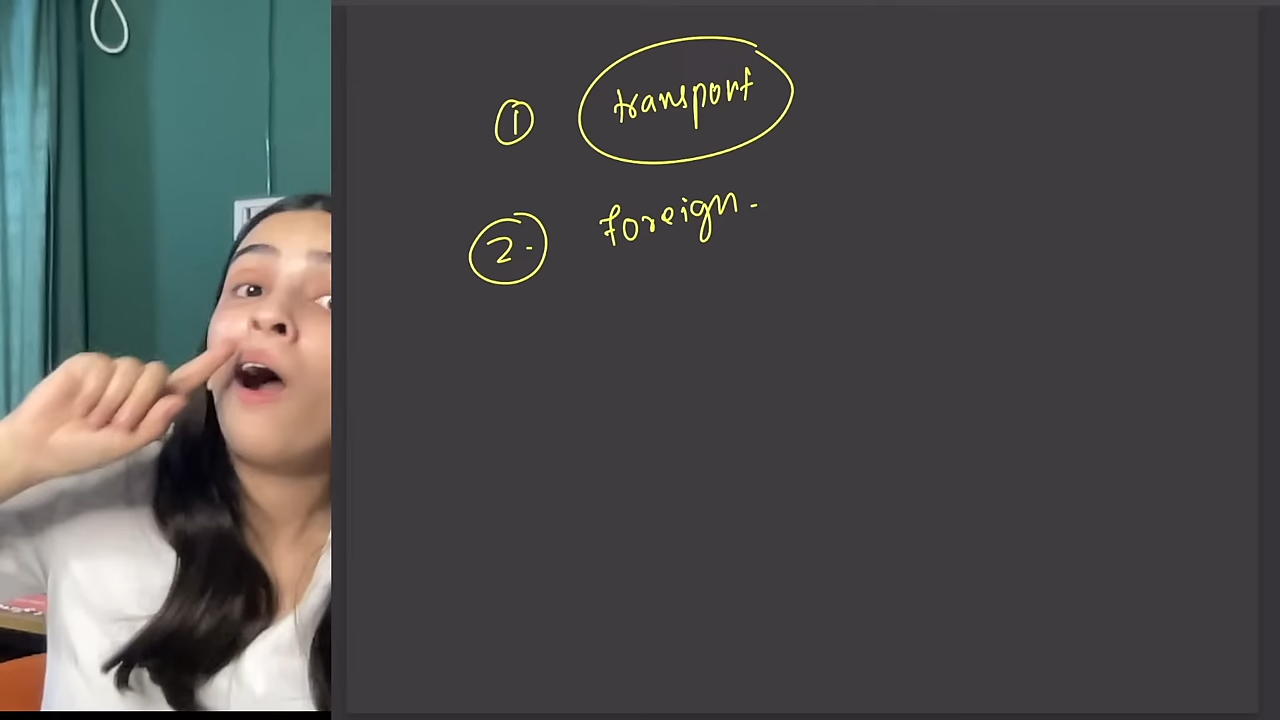 ① transport
②. Foreign.